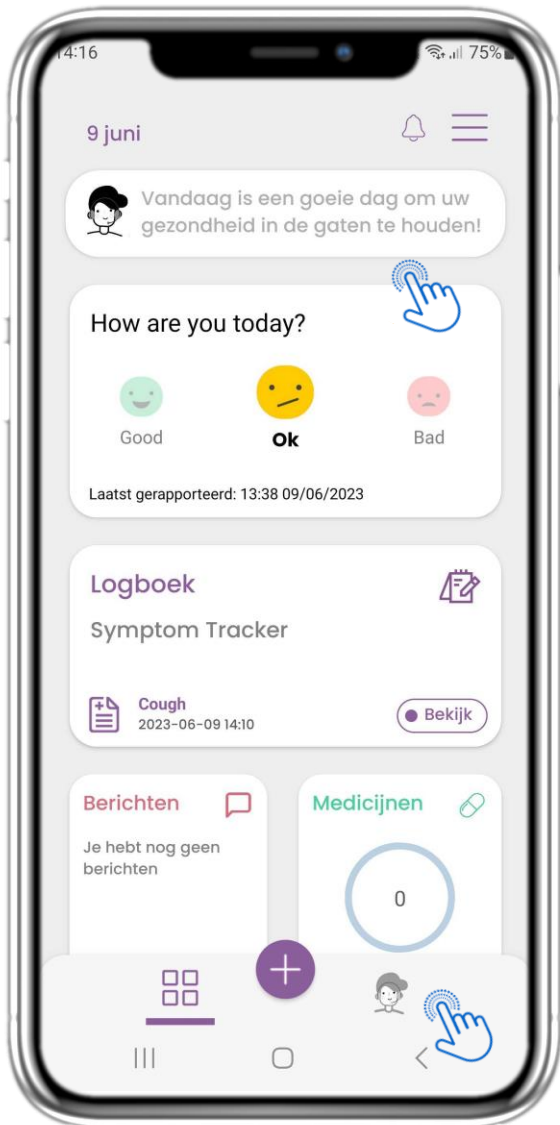 14:16
75%
9 juni
Vandaag is een goeie dag om uw
gezondheid in de gaten te houden!
How are you today?
Good
Ok
Bad
Laatst gerapporteerd: 13:38 09/06/2023
Logboek
Symptom Tracker
Cough
2023-06-09 14:10
Bekijk
Berichten
Je hebt nog geen
berichten
Medicijnen
0